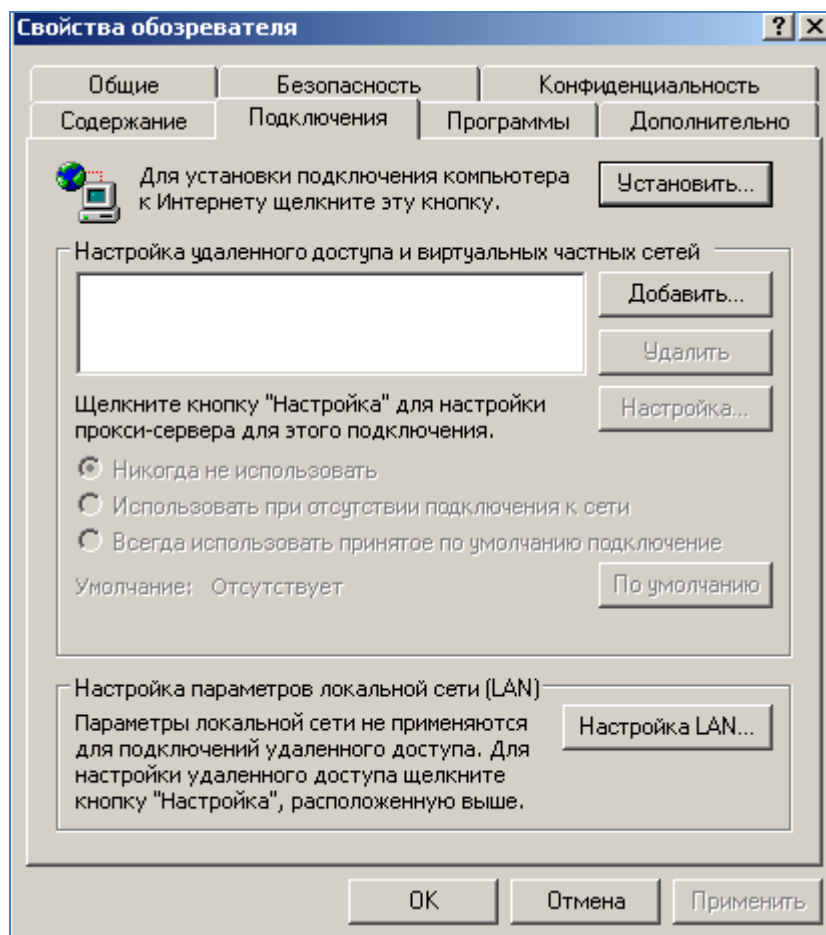 Свойства обозревателя
Общие Безопасность Конфиденциальность
Содержание Подключения Программы Дополнительно
Для установки подключения компьютера
к Интернету щелкните эту кнопку.
Установить...
Настройка удаленного доступа и виртуальных частных сетей
Добавить...
Удалить
Щелкните кнопку "Настройка" для настройки
прокси-сервера для этого подключения.
Настройка...
Никогда не использовать
Использовать при отсутствии подключения к сети
Всегда использовать принятое по умолчанию подключение
Умолчание: Отсутствует
По умолчанию
Настройка параметров локальной сети (LAN)
Параметры локальной сети не применяются
для подключений удаленного доступа. Для
настройки удаленного доступа щелкните
кнопку "Настройка", расположенную выше.
Настройка LAN...
OK Отмена Применить